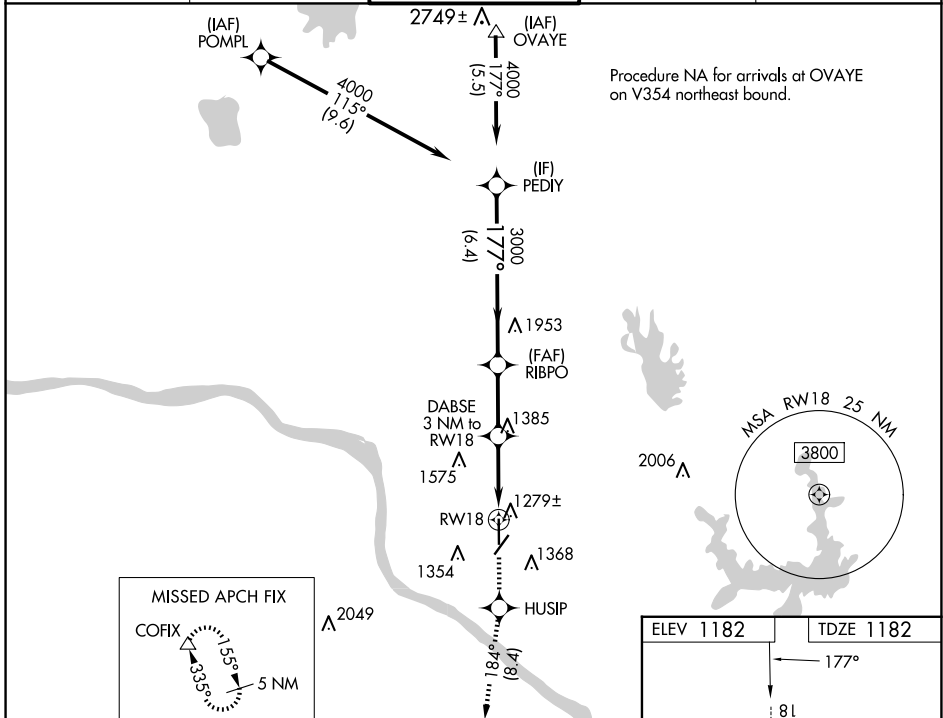 (IAF)
POMPL
2749±
(IAF)
OVAYE
4000
177°
(5.5)
Procedure NA for arrivals at OVAYE
on V354 northeast bound.
4000
115°
(9.6)
(IF)
PEDIY
3000
177°
(6.4)
1953
(FAF)
RIBPO
DABSE
3 NM to
RW18
1385
1575
MSA RW18 25 NM
3800
2006
1279±
RW18
1354
1368
HUSIP
184°
(8.4)
MISSED APCH FIX
COFIX
155°
335°
5 NM
2049
ELEV 1182
TDZE 1182
177°
18